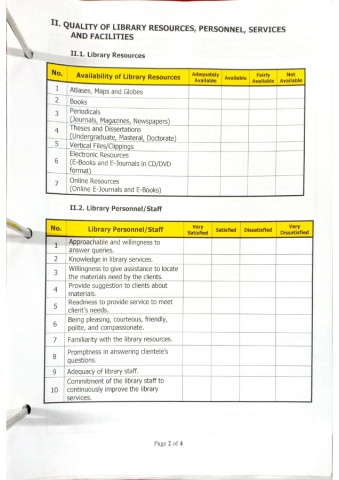 II. QUALITY OF LIBRARY RESOURCES, PERSONNEL, SERVICES
AND FACILITIES
II.1. Library Resources
No. Availability of Library Resources Adequately Available Available Fairly Available Not Available
1 Atlases, Maps and Globes
2 Books
3 Periodicals
(Journals, Magazines, Newspapers)
4 Theses and Dissertations
(Undergraduate, Masteral, Doctorate)
5 Vertical Files/Clippings
6 Electronic Resources
(E-Books and E-Journals in CD/DVD
format)
7 Online Resources
(Online E-Journals and E-Books)
II.2. Library Personnel/Staff
No. Library Personnel/Staff Very Satisfied Satisfied Dissatisfied Very Dissatisfied
1 Approachable and willingness to
answer queries.
2 Knowledge in library services.
3 Willingness to give assistance to locate
the materials need by the clients.
4 Provide suggestion to clients about
materials.
5 Readiness to provide service to meet
client's needs.
6 Being pleasing, courteous, friendly,
polite, and compassionate.
7 Familiarity with the library resources.
8 Promptness in answering clientele's
questions.
9 Adequacy of library staff.
10 Commitment of the library staff to
continuously improve the library
services.
Page 2 of 4